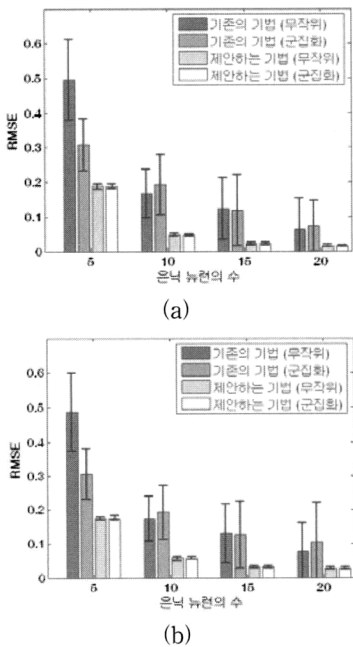 기존의 기법 (무작위)
기존의 기법 (군집화)
제안하는 기법 (무작위)
제안하는 기법 (군집화)
RMSE
0.6
0.5
0.4
0.3
0.2
0.1
0
5 10 15 20
은닉 뉴런의 수
(a)
기존의 기법 (무작위)
기존의 기법 (군집화)
제안하는 기법 (무작위)
제안하는 기법 (군집화)
RMSE
0.6
0.5
0.4
0.3
0.2
0.1
0
5 10 15 20
은닉 뉴런의 수
(b)